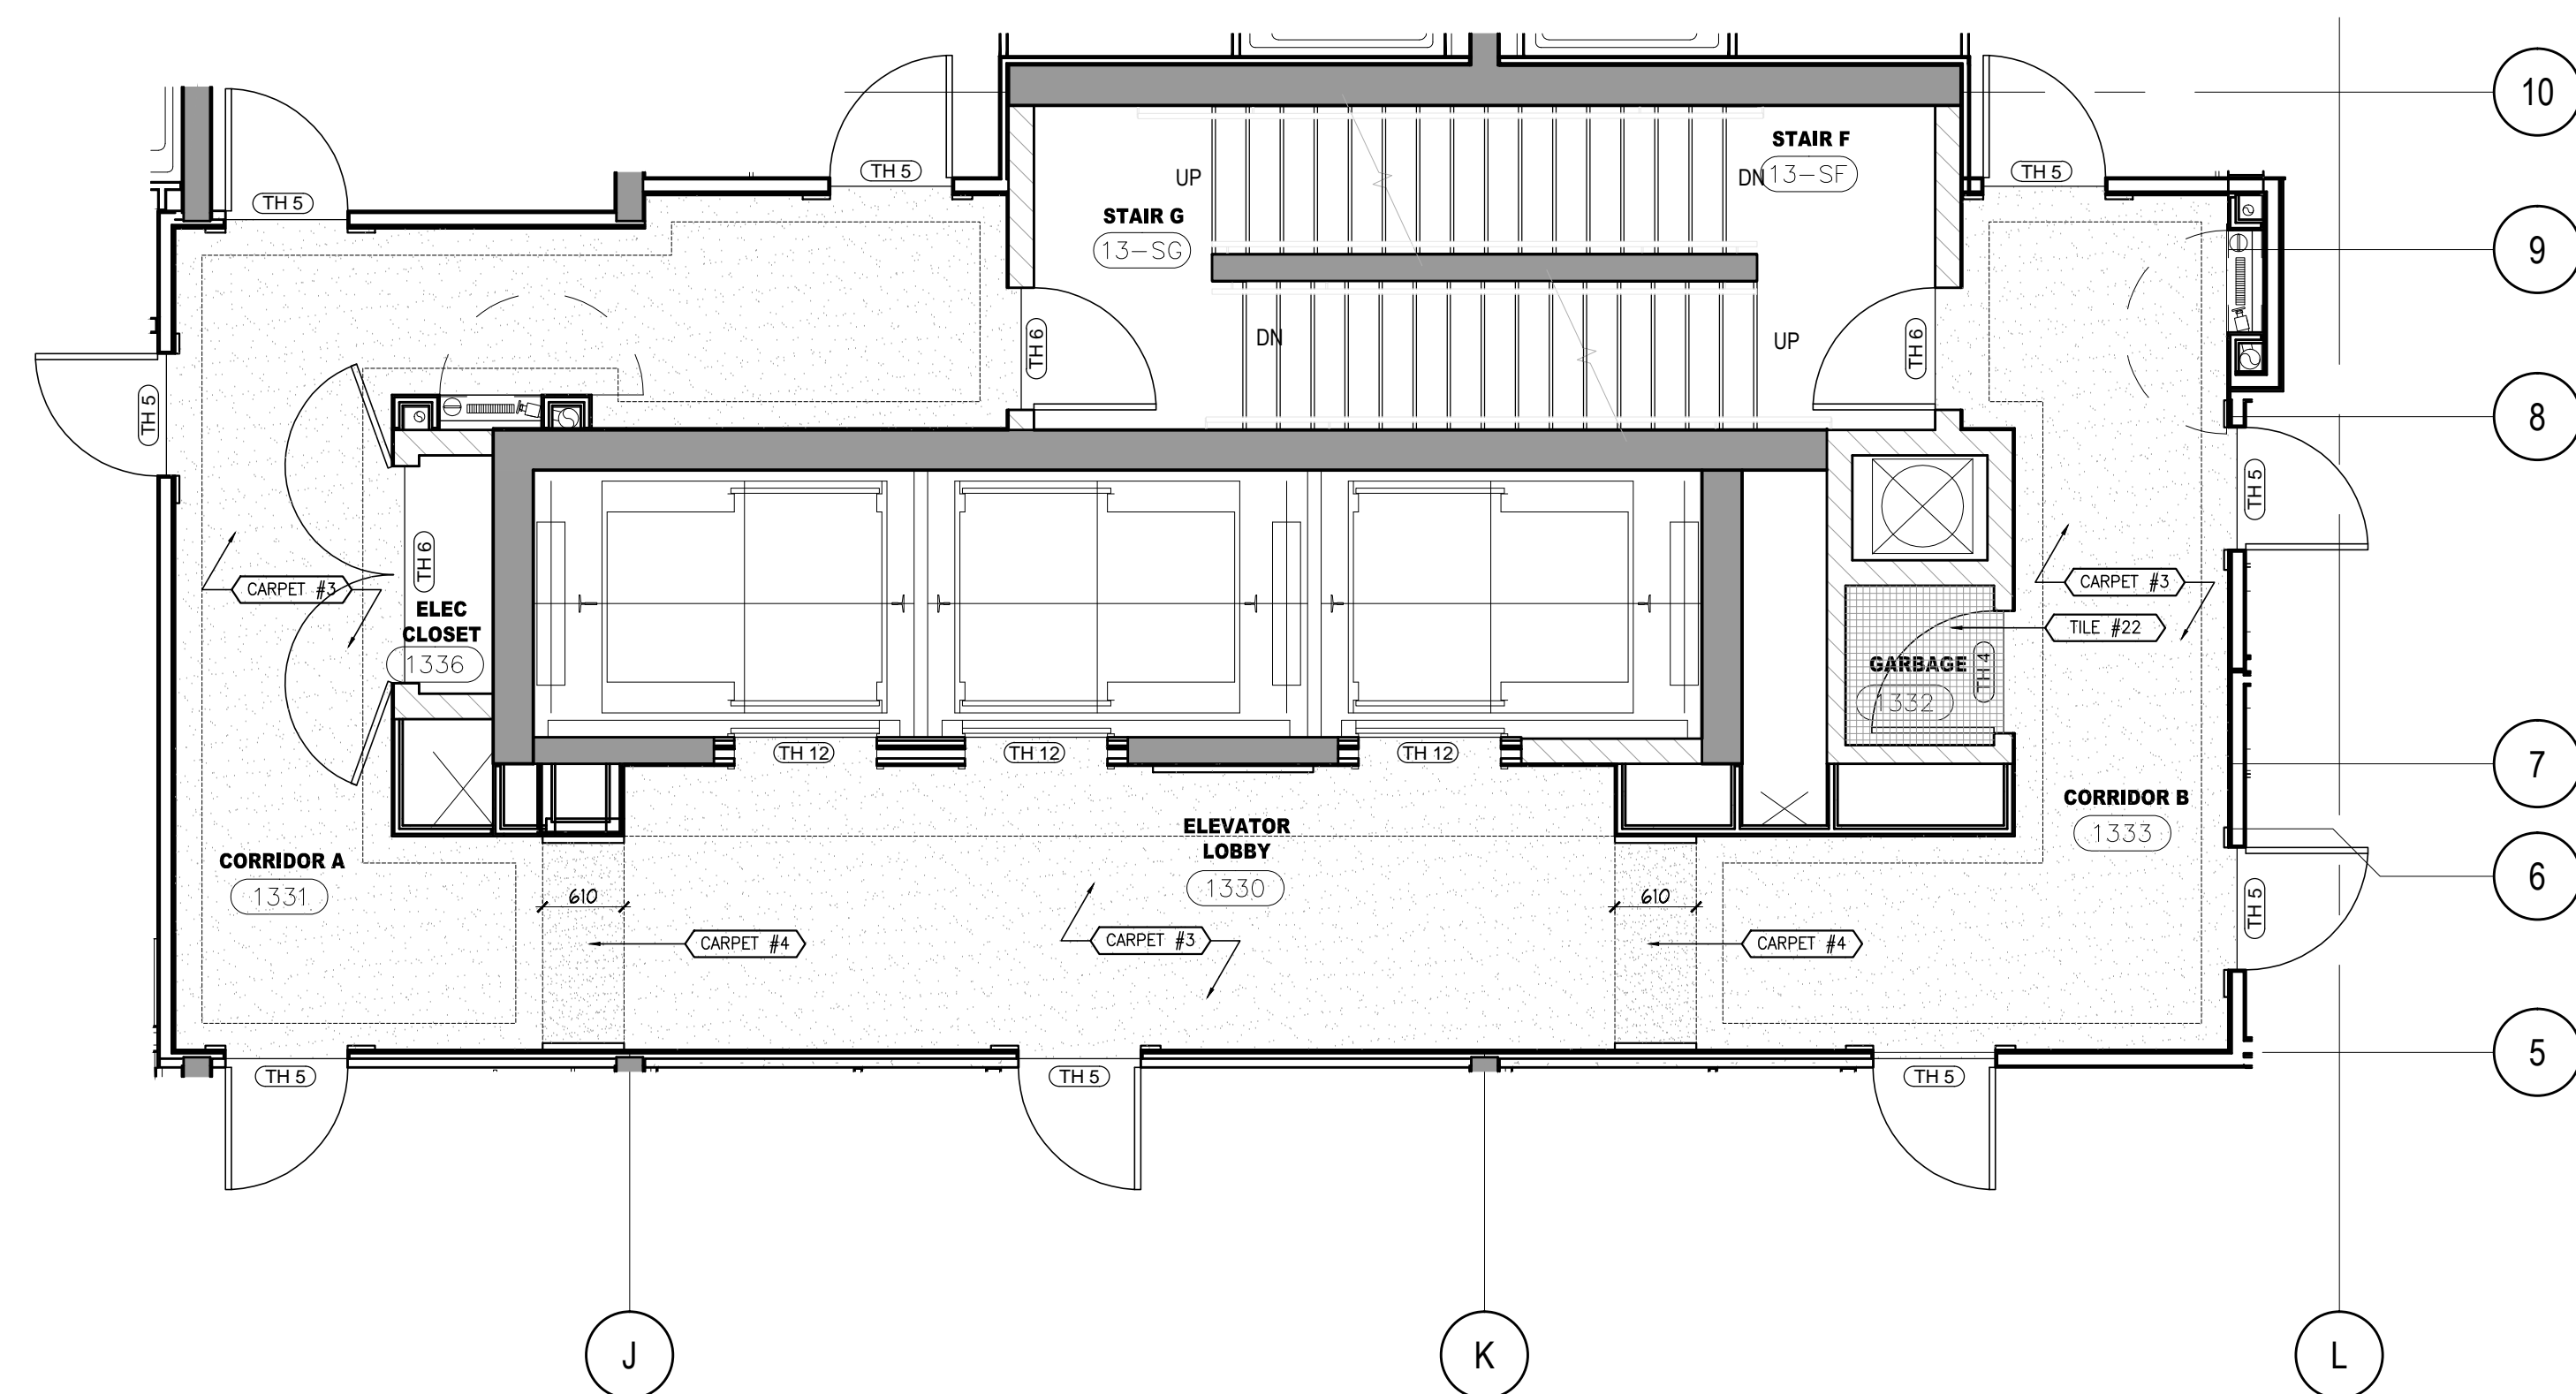 10
STAIR F
13-SF
TH 5
TH 5
UP
DN
TH 5
STAIR G
13-SG
9
DN
UP
TH 6
TH 6
TH 5
8
TH 5
TH 6
CARPET #3
CARPET #3
ELEC
CLOSET
1336
TILE #22
GARBAGE
1332
TH 4
TH 12
TH 12
TH 12
7
CORRIDOR B
1333
ELEVATOR
LOBBY
1330
CORRIDOR A
1331
6
610
610
TH 5
CARPET #4
CARPET #3
CARPET #4
5
TH 5
TH 5
TH 5
J
K
L